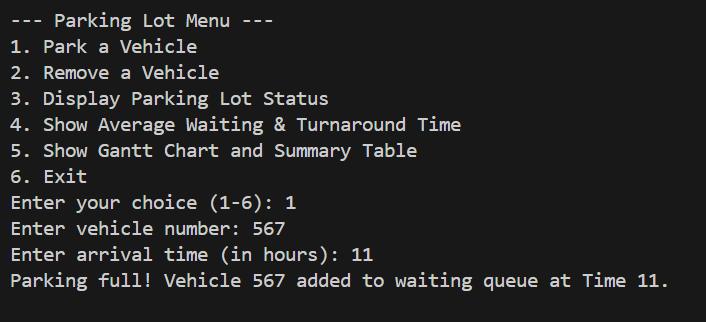 --- Parking Lot Menu ---
1. Park a Vehicle
2. Remove a Vehicle
3. Display Parking Lot Status
4. Show Average Waiting & Turnaround Time
5. Show Gantt Chart and Summary Table
6. Exit
Enter your choice (1-6): 1
Enter vehicle number: 567
Enter arrival time (in hours): 11
Parking full! Vehicle 567 added to waiting queue at Time 11.